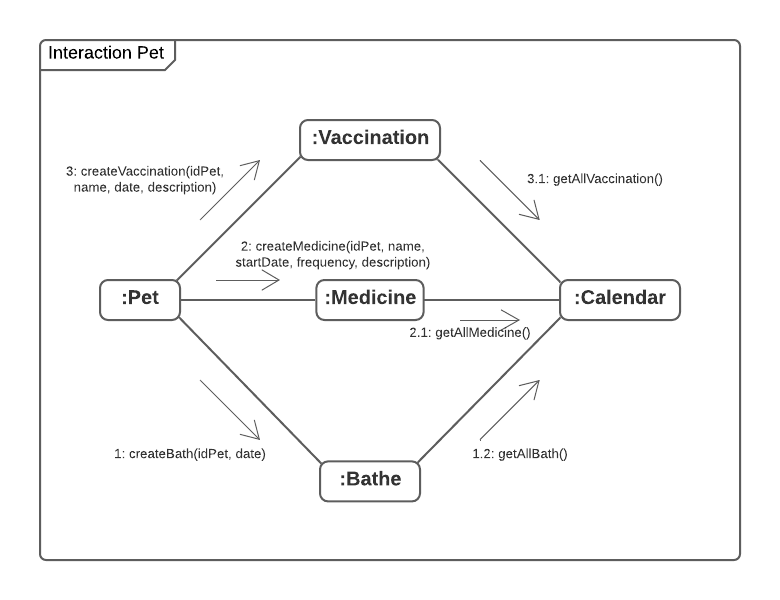 Interaction Pet
:Vaccination
3: createVaccination(idPet,
name, date, description)
3.1: getAllVaccination()
2: createMedicine(idPet, name,
startDate, frequency, description)
:Pet
:Medicine
:Calendar
2.1: getAllMedicine()
1: createBath(idPet, date)
1.2: getAllBath()
:Bathe